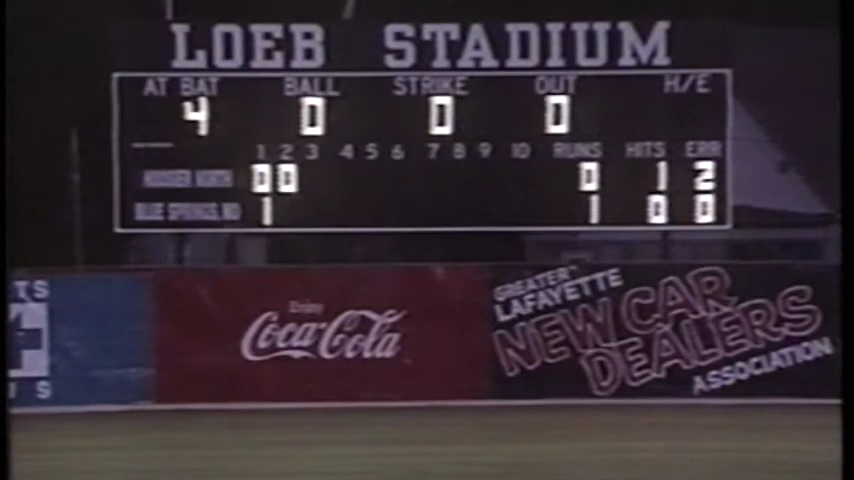 LOEB STADIUM
AT BAT BALL STRIKE OUT H/E
4 0 0 0
1 2 3 4 5 6 7 8 9 10 RUNS HITS ERR
0 0 0 1 2
BLUE SPRINGS, MO 1 1 0 0
TS
U S
Enjoy
Coca-Cola
GREATER
LAFAYETTE
NEW CAR
DEALERS
ASSOCIATION